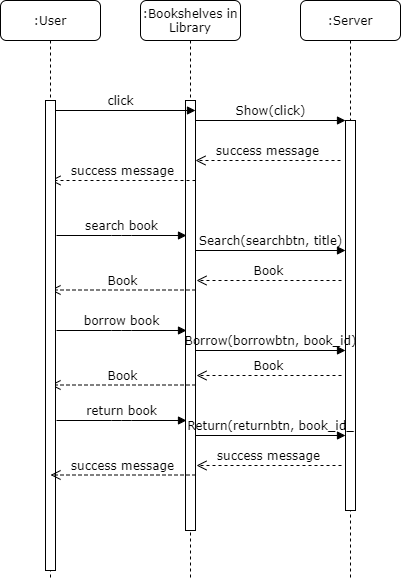 :User
:Bookshelves in
Library
:Server
click
Show(click)
success message
success message
search book
Search(searchbtn, title)
Book
Book
borrow book
Borrow(borrowbtn, book_id)
Book
Book
return book
Return(returnbtn, book_id_
success message
success message